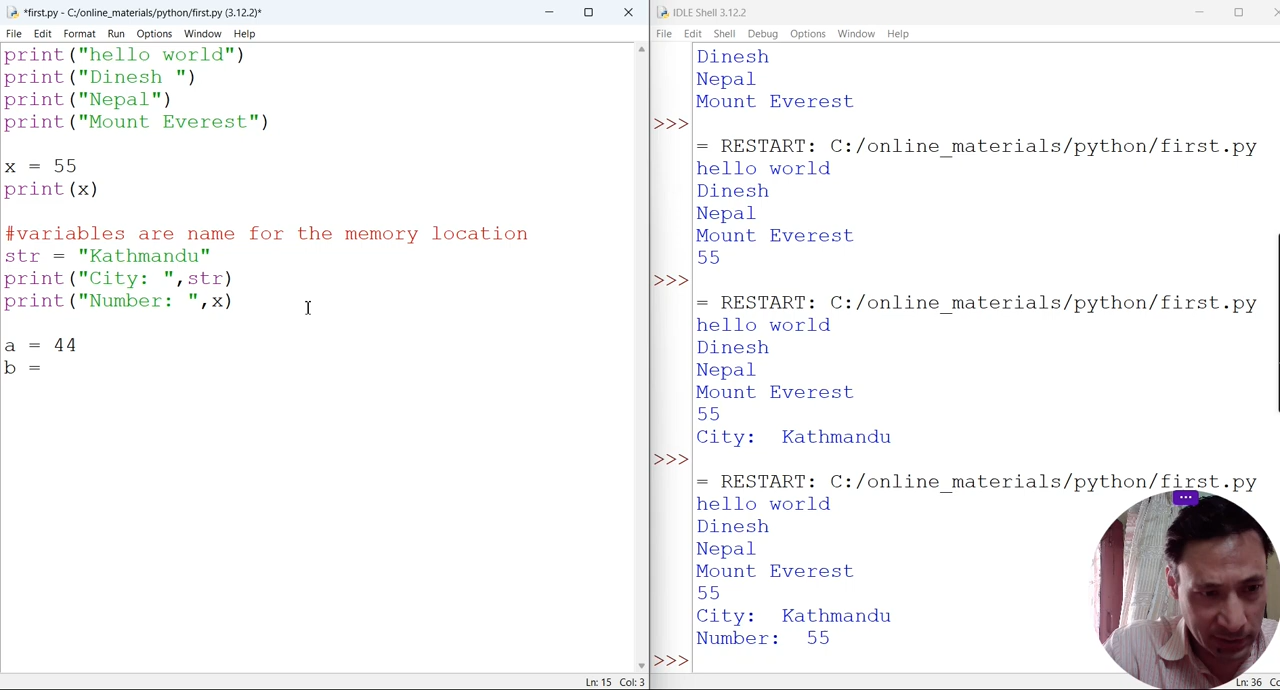 *first.py - C:/online_materials/python/first.py (3.12.2)*
File Edit Format Run Options Window Help
print("hello world")
print("Dinesh ")
print("Nepal")
print("Mount Everest")
x = 55
print(x)
#variables are name for the memory location
str = "Kathmandu"
print("City: ",str)
print("Number: ",x)
a = 44
b =
Ln: 15 Col: 3
IDLE Shell 3.12.2
File Edit Shell Debug Options Window Help
Dinesh
Nepal
Mount Everest
>>>
= RESTART: C:/online_materials/python/first.py
hello world
Dinesh
Nepal
Mount Everest
55
>>>
= RESTART: C:/online_materials/python/first.py
hello world
Dinesh
Nepal
Mount Everest
55
City:  Kathmandu
>>>
= RESTART: C:/online_materials/python/first.py
hello world
Dinesh
Nepal
Mount Everest
55
City:  Kathmandu
Number:  55
>>>
Ln: 36